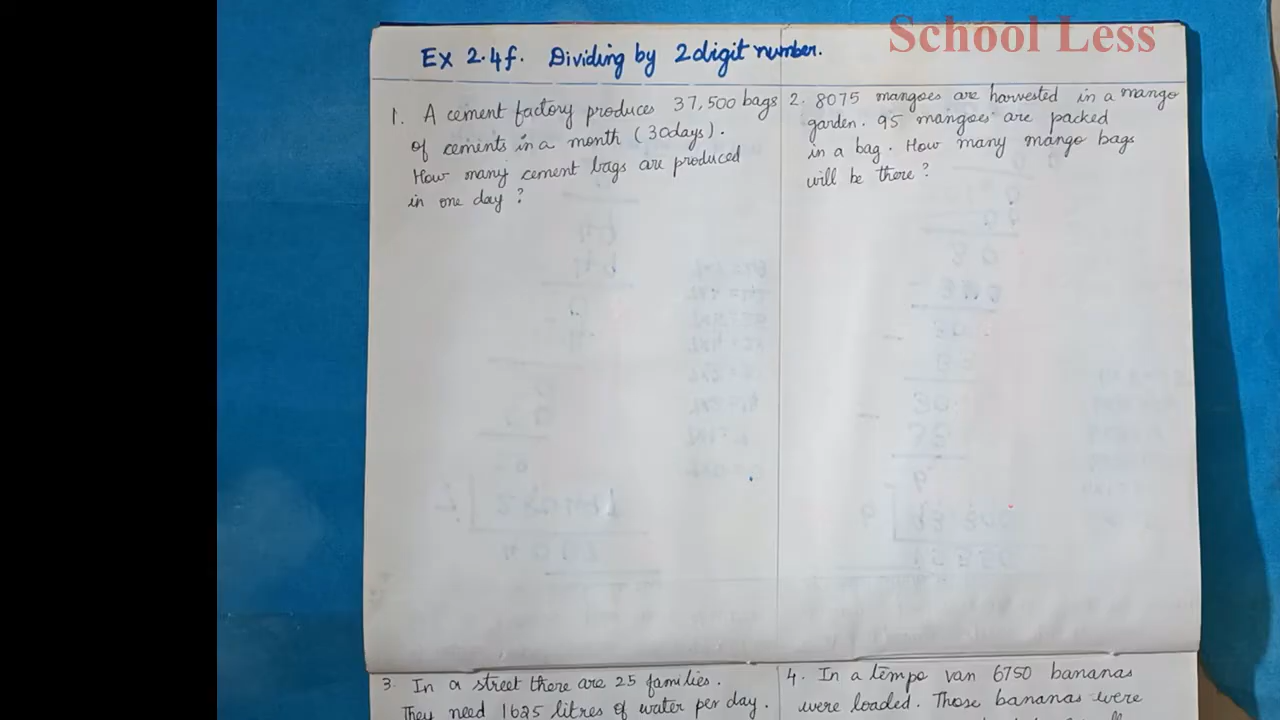 School Less
Ex 2.4f. Dividing by 2 digit number.
1. A cement factory produces 37,500 bags
of cements in a month (30days).
How many cement bags are produced
in one day?
2. 8075 mangoes are harvested in a mango
garden. 95 mangoes are packed
in a bag. How many mango bags
will be there?
3. In a street there are 25 families.
They need 1625 litres of water per day.
4. In a tempo van 6750 bananas
were loaded. Those bananas were